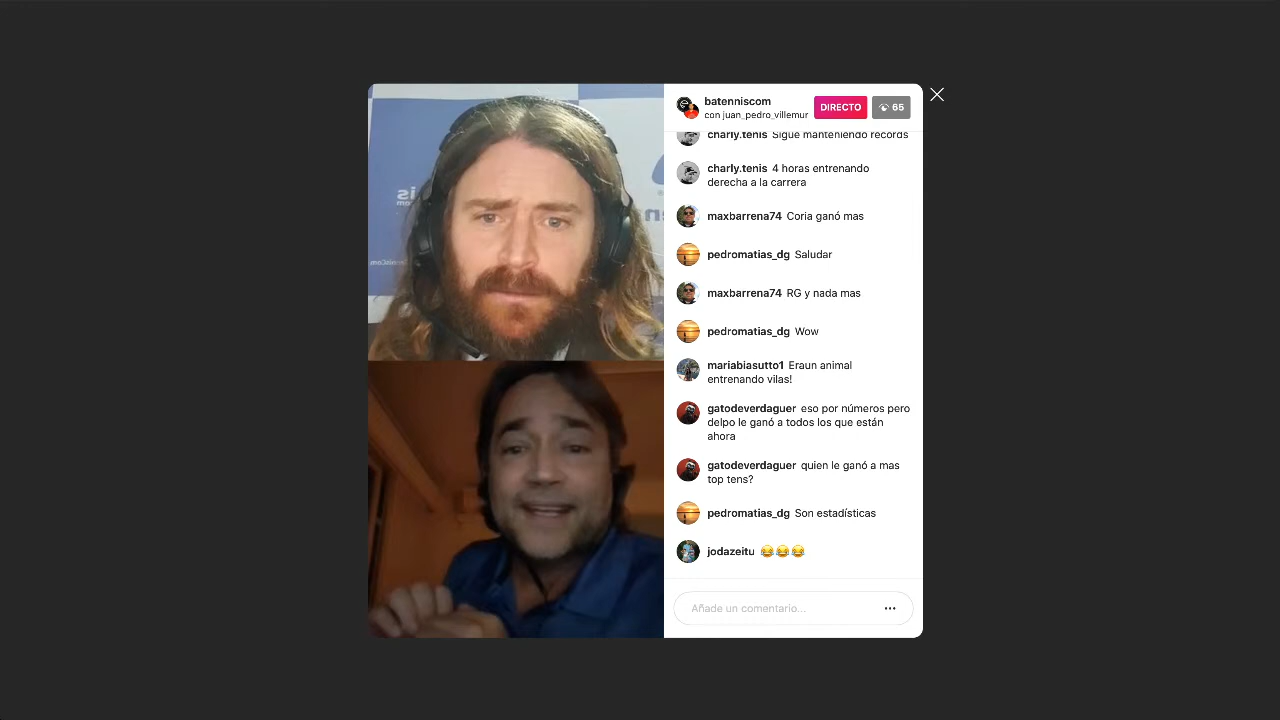 batenniscom
con juan_pedro_villemur
DIRECTO
65
charly.tenis Sigue manteniendo records
charly.tenis 4 horas entrenando
derecha a la carrera
maxbarrena74 Coria ganó mas
pedromatias_dg Saludar
maxbarrena74 RG y nada mas
pedromatias_dg Wow
mariabiasutto1 Eraun animal
entrenando vilas!
gatodeverdaguer eso por números pero
delpo le ganó a todos los que están
ahora
gatodeverdaguer quien le ganó a mas
top tens?
pedromatias_dg Son estadísticas
jodazeitu 😂😂😂
Añade un comentario...